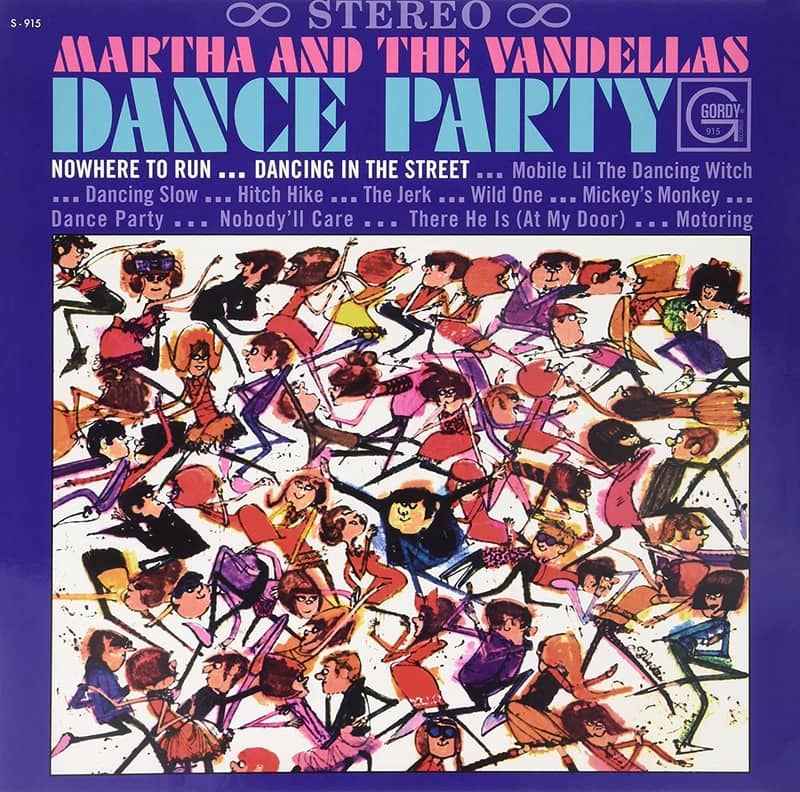 S-915
STEREO
MARTHA AND THE VANDELLAS
DANCE PARTY
GORDY®
915
NOWHERE TO RUN ... DANCING IN THE STREET ... Mobile Lil The Dancing Witch
... Dancing Slow ... Hitch Hike ... The Jerk ... Wild One ... Mickey's Monkey ...
Dance Party ... Nobody'll Care ... There He Is (At My Door) ... Motoring